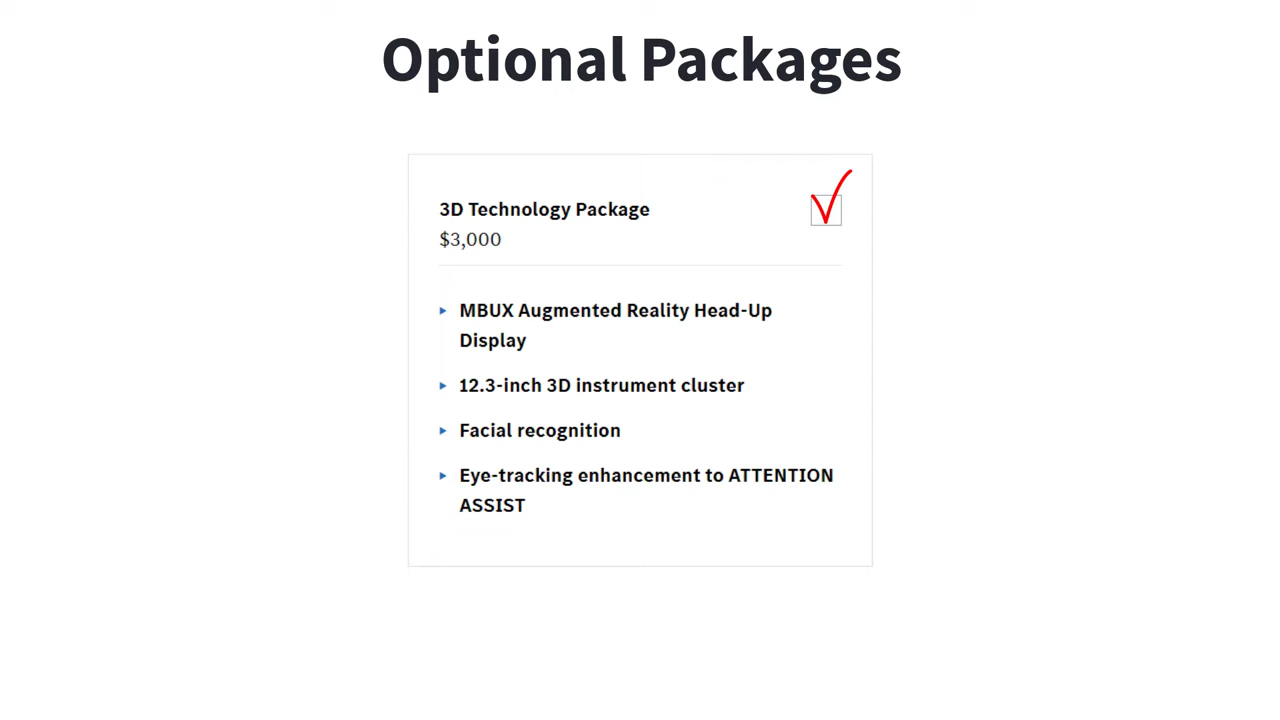 Optional Packages
3D Technology Package
$3,000
MBUX Augmented Reality Head-Up
Display
12.3-inch 3D instrument cluster
Facial recognition
Eye-tracking enhancement to ATTENTION
ASSIST